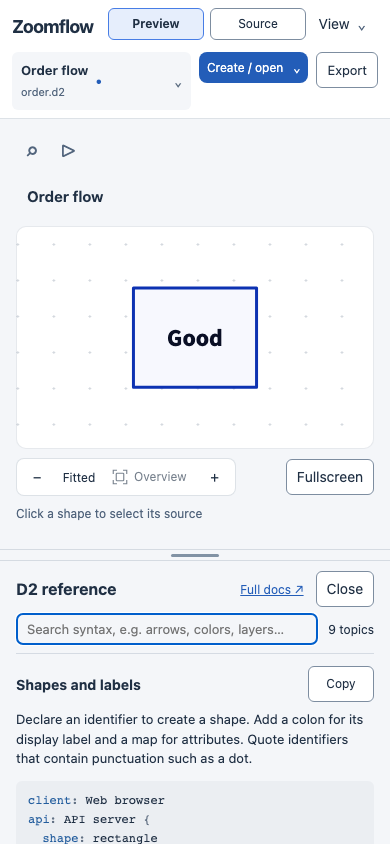 Zoomflow
Preview
Source
View
Order flow
order.d2
Create / open
Export
Order flow
Good
− Fitted Overview +
Fullscreen
Click a shape to select its source
D2 reference
Full docs ↗
Close
Search syntax, e.g. arrows, colors, layers...
9 topics
Shapes and labels
Copy
Declare an identifier to create a shape. Add a colon for its
display label and a map for attributes. Quote identifiers
that contain punctuation such as a dot.
client: Web browser
api: API server {
  shape: rectangle